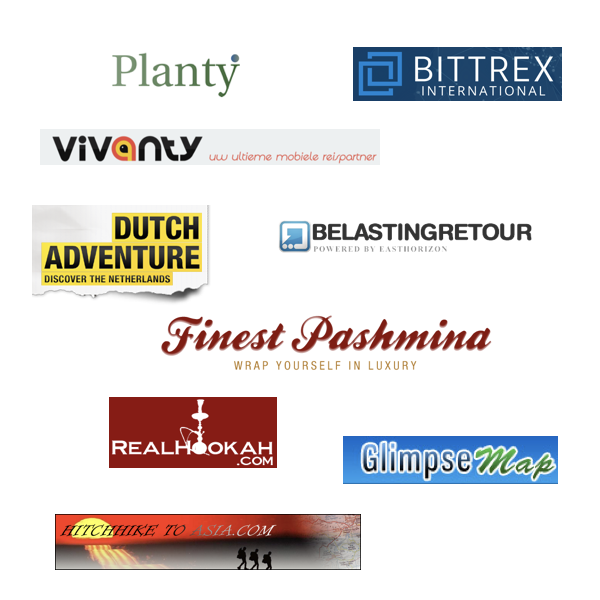 Planty
BITTREX
INTERNATIONAL
ViVanty uw ultieme mobiele reispartner
DUTCH
ADVENTURE
DISCOVER THE NETHERLANDS
BELASTINGRETOUR
POWERED BY EASTHORIZON
Finest Pashmina
WRAP YOURSELF IN LUXURY
REALHOOKAH
.COM
GlimpseMap
HITCHHIKE TO ASIA.COM